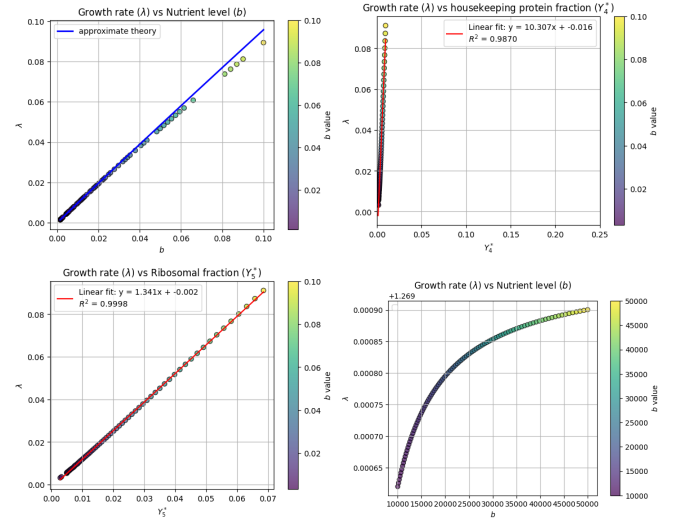 Growth rate (λ) vs Nutrient level (b)
approximate theory
λ
0.10
0.08
0.06
0.04
0.02
0.00
0.00 0.02 0.04 0.06 0.08 0.10
b
0.10
0.08
0.06
0.04
0.02
b value
Growth rate (λ) vs housekeeping protein fraction (Y₄*)
Linear fit: y = 10.307x + -0.016
R² = 0.9870
λ
0.08
0.06
0.04
0.02
0.00
0.00 0.05 0.10 0.15 0.20 0.25
Y₄*
0.10
0.08
0.06
0.04
0.02
b value
Growth rate (λ) vs Ribosomal fraction (Y₅*)
Linear fit: y = 1.341x + -0.002
R² = 0.9998
λ
0.08
0.06
0.04
0.02
0.00
0.00 0.01 0.02 0.03 0.04 0.05 0.06 0.07
Y₅*
0.10
0.08
0.06
0.04
0.02
b value
Growth rate (λ) vs Nutrient level (b)
+1.269
λ
0.00090
0.00085
0.00080
0.00075
0.00070
0.00065
10000 15000 20000 25000 30000 35000 40000 45000 50000
b
50000
45000
40000
35000
30000
25000
20000
15000
10000
b value